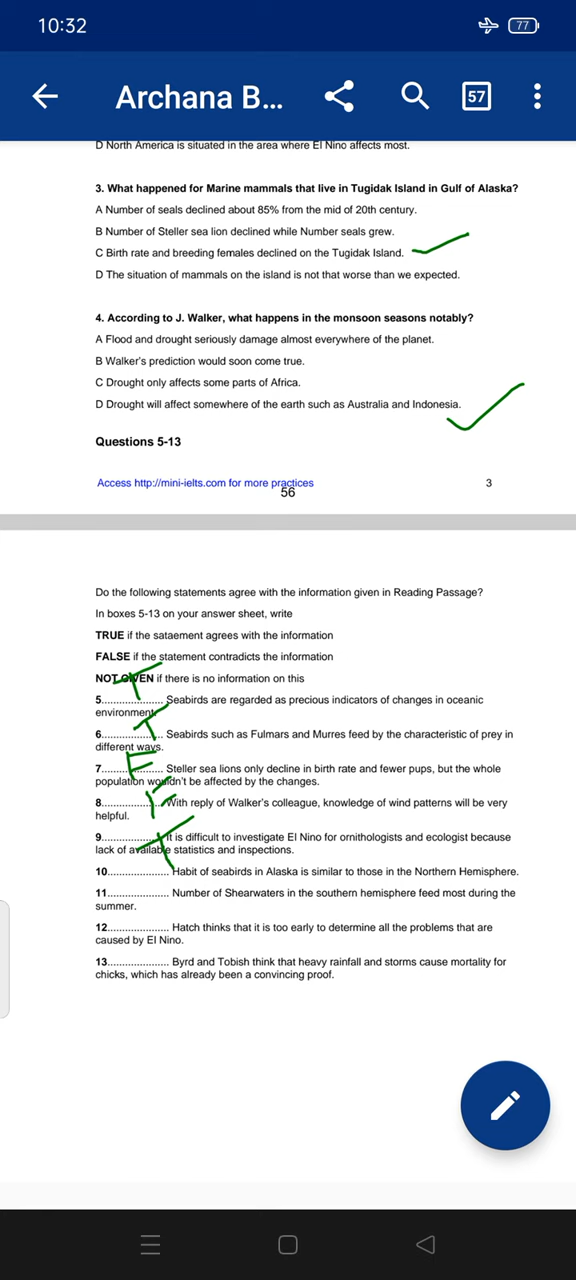 10:32
77
Archana B...
57
D North America is situated in the area where El Nino affects most.
3. What happened for Marine mammals that live in Tugidak Island in Gulf of Alaska?
A Number of seals declined about 85% from the mid of 20th century.
B Number of Steller sea lion declined while Number seals grew.
C Birth rate and breeding females declined on the Tugidak Island.
D The situation of mammals on the island is not that worse than we expected.
4. According to J. Walker, what happens in the monsoon seasons notably?
A Flood and drought seriously damage almost everywhere of the planet.
B Walker's prediction would soon come true.
C Drought only affects some parts of Africa.
D Drought will affect somewhere of the earth such as Australia and Indonesia.
Questions 5-13
Access http://mini-ielts.com for more practices
3
56
Do the following statements agree with the information given in Reading Passage?
In boxes 5-13 on your answer sheet, write
TRUE if the sataement agrees with the information
FALSE if the statement contradicts the information
NOT GIVEN if there is no information on this
T
5.................... Seabirds are regarded as precious indicators of changes in oceanic
environment.
T
6.................... Seabirds such as Fulmars and Murres feed by the characteristic of prey in
different ways.
F
7.................... Steller sea lions only decline in birth rate and fewer pups, but the whole
population wouldn't be affected by the changes.
F
8.................... With reply of Walker's colleague, knowledge of wind patterns will be very
helpful.
T
9.................... It is difficult to investigate El Nino for ornithologists and ecologist because
lack of available statistics and inspections.
10.................... Habit of seabirds in Alaska is similar to those in the Northern Hemisphere.
11.................... Number of Shearwaters in the southern hemisphere feed most during the
summer.
12.................... Hatch thinks that it is too early to determine all the problems that are
caused by El Nino.
13.................... Byrd and Tobish think that heavy rainfall and storms cause mortality for
chicks, which has already been a convincing proof.